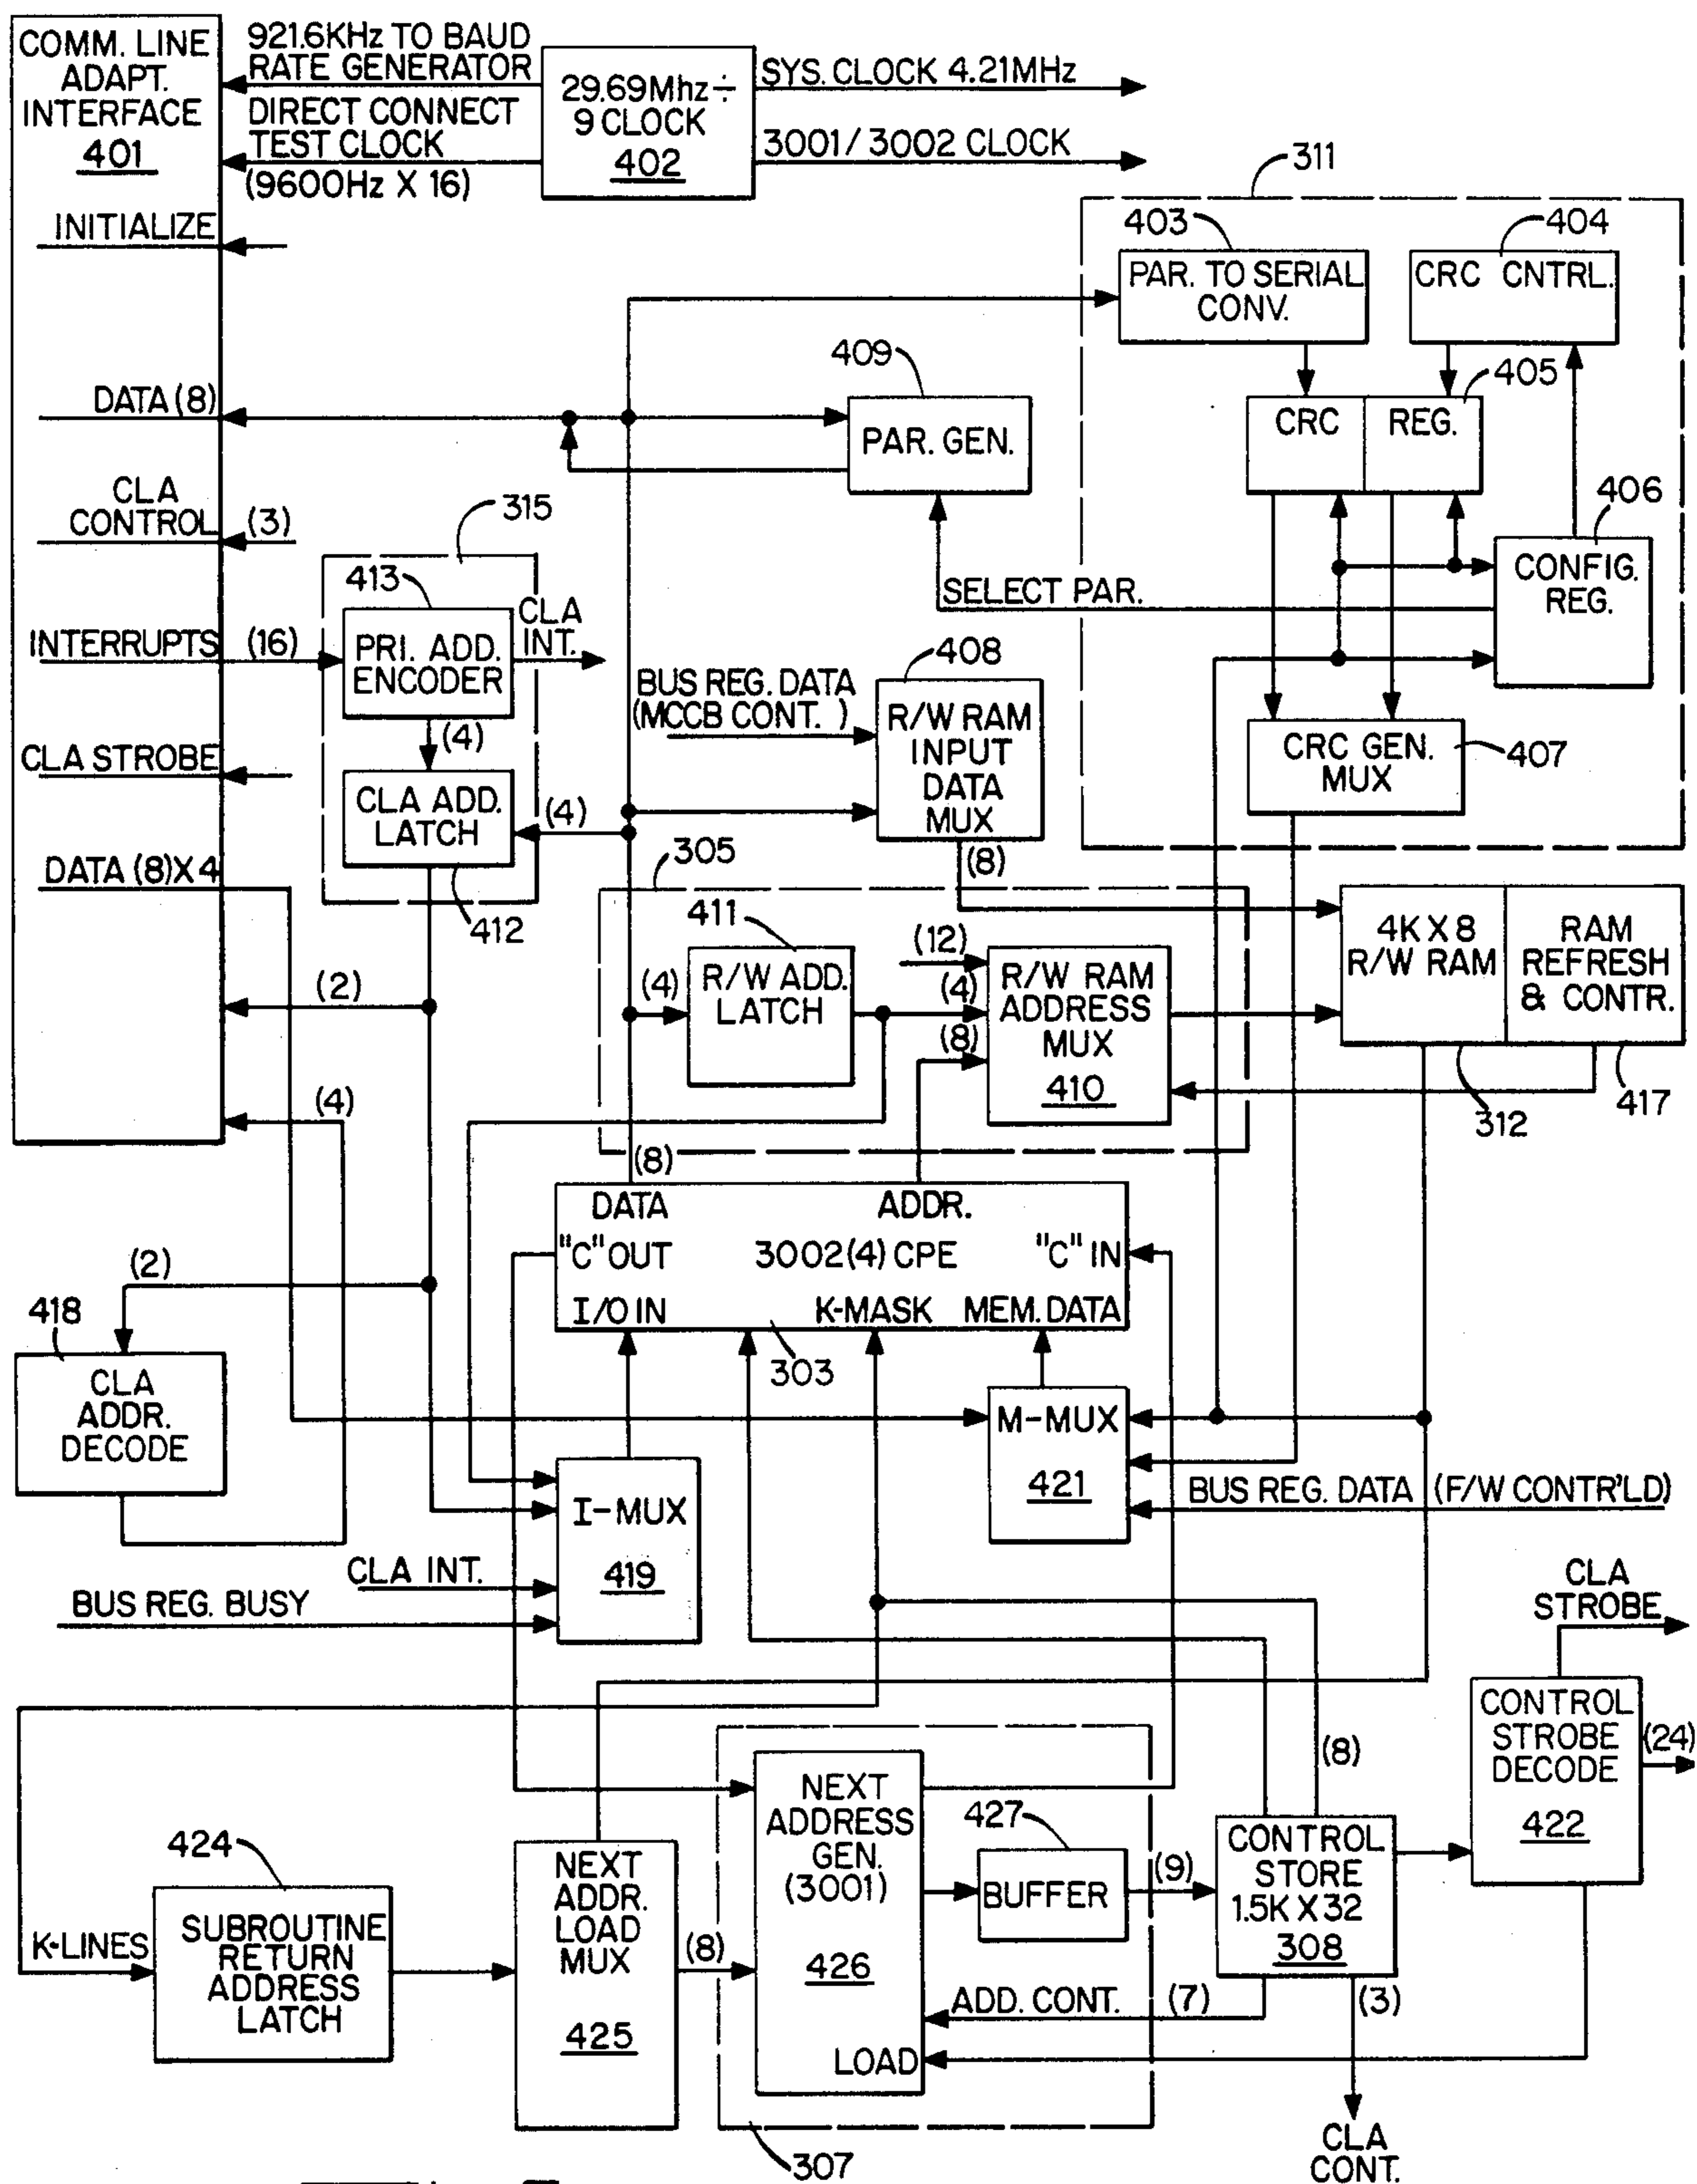 COMM. LINE
ADAPT.
INTERFACE
401
921.6KHz TO BAUD
RATE GENERATOR
DIRECT CONNECT
TEST CLOCK
(9600Hz X 16)
29.69Mhz ÷
9 CLOCK
402
SYS. CLOCK 4.21MHz
3001/3002 CLOCK
311
INITIALIZE
403
PAR. TO SERIAL
CONV.
404
CRC CNTRL.
DATA (8)
409
PAR. GEN.
405
CRC
REG.
406
CONFIG.
REG.
CLA
CONTROL
(3)
315
413
PRI. ADD.
ENCODER
CLA
INT.
SELECT PAR.
INTERRUPTS
(16)
(4)
BUS REG. DATA
(MCCB CONT. )
408
R/W RAM
INPUT
DATA
MUX
(8)
CRC GEN.
MUX
407
CLA STROBE
CLA ADD.
LATCH
(4)
412
DATA (8)X4
305
411
R/W ADD.
LATCH
(4)
(12)
(4)
(8)
R/W RAM
ADDRESS
MUX
410
4K X 8
R/W RAM
RAM
REFRESH
& CONTR.
312
417
(2)
(4)
(8)
DATA
ADDR.
"C" OUT
3002(4) CPE
"C" IN
I/O IN
K-MASK
MEM. DATA
303
(2)
418
CLA
ADDR.
DECODE
M-MUX
421
I-MUX
419
BUS REG. DATA (F/W CONTR'LD)
CLA INT.
BUS REG. BUSY
CLA
STROBE
CONTROL
STROBE
DECODE
422
(24)
(8)
NEXT
ADDRESS
GEN.
(3001)
426
427
BUFFER
(9)
CONTROL
STORE
1.5K X 32
308
424
SUBROUTINE
RETURN
ADDRESS
LATCH
K-LINES
NEXT
ADDR.
LOAD
MUX
425
(8)
ADD. CONT.
(7)
(3)
LOAD
307
CLA
CONT.